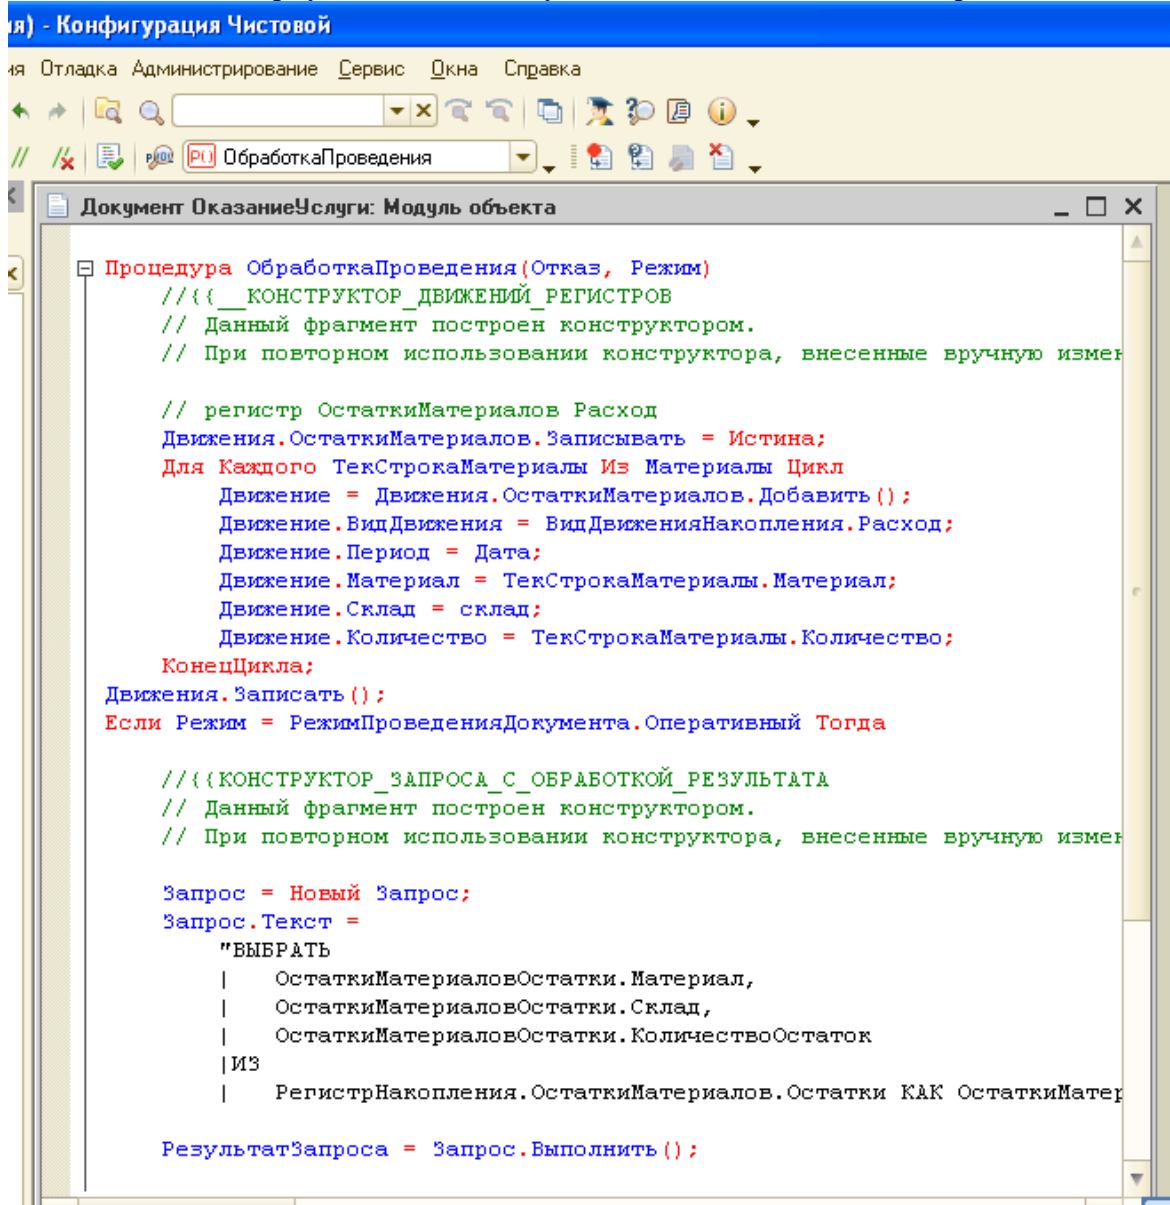 ия) - Конфигурация Чистовой
ия Отладка Администрирование Сервис Окна Справка
P() ОбработкаПроведения
Документ ОказаниеУслуги: Модуль объекта
Процедура ОбработкаПроведения(Отказ, Режим)
//{{__КОНСТРУКТОР_ДВИЖЕНИЙ_РЕГИСТРОВ
// Данный фрагмент построен конструктором.
// При повторном использовании конструктора, внесенные вручную измен
// регистр ОстаткиМатериалов Расход
Движения.ОстаткиМатериалов.Записывать = Истина;
Для Каждого ТекСтрокаМатериалы Из Материалы Цикл
Движение = Движения.ОстаткиМатериалов.Добавить();
Движение.ВидДвижения = ВидДвиженияНакопления.Расход;
Движение.Период = Дата;
Движение.Материал = ТекСтрокаМатериалы.Материал;
Движение.Склад = склад;
Движение.Количество = ТекСтрокаМатериалы.Количество;
КонецЦикла;
Движения.Записать();
Если Режим = РежимПроведенияДокумента.Оперативный Тогда
//{{КОНСТРУКТОР_ЗАПРОСА_С_ОБРАБОТКОЙ_РЕЗУЛЬТАТА
// Данный фрагмент построен конструктором.
// При повторном использовании конструктора, внесенные вручную измен
Запрос = Новый Запрос;
Запрос.Текст =
"ВЫБРАТЬ
| ОстаткиМатериаловОстатки.Материал,
| ОстаткиМатериаловОстатки.Склад,
| ОстаткиМатериаловОстатки.КоличествоОстаток
|ИЗ
| РегистрНакопления.ОстаткиМатериалов.Остатки КАК ОстаткиМатер
РезультатЗапроса = Запрос.Выполнить();